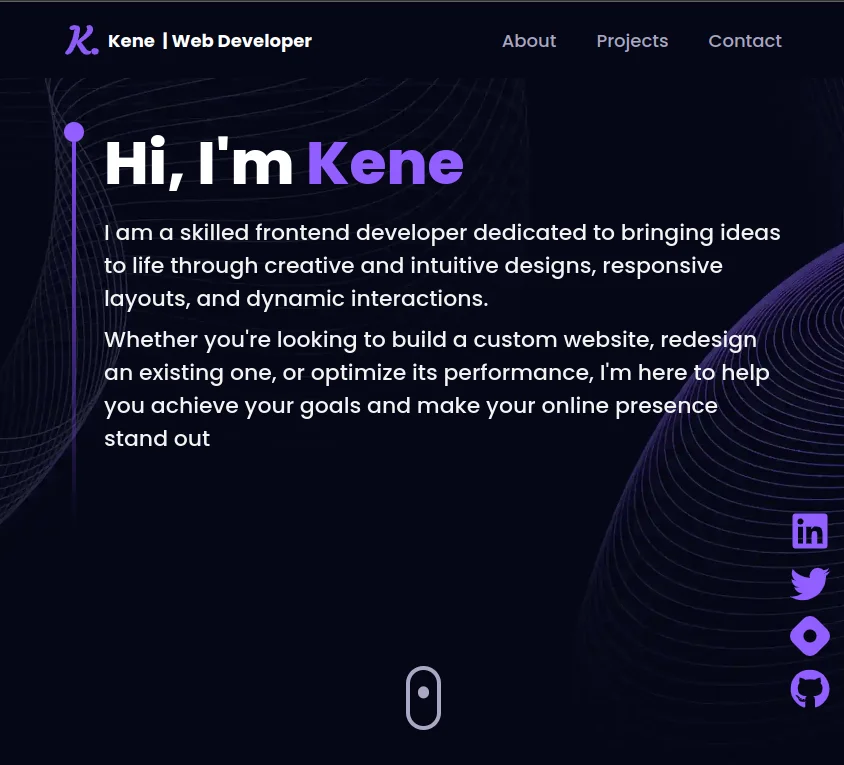 K.
Kene | Web Developer
About
Projects
Contact
Hi, I'm Kene
I am a skilled frontend developer dedicated to bringing ideas
to life through creative and intuitive designs, responsive
layouts, and dynamic interactions.
Whether you're looking to build a custom website, redesign
an existing one, or optimize its performance, I'm here to help
you achieve your goals and make your online presence
stand out
in